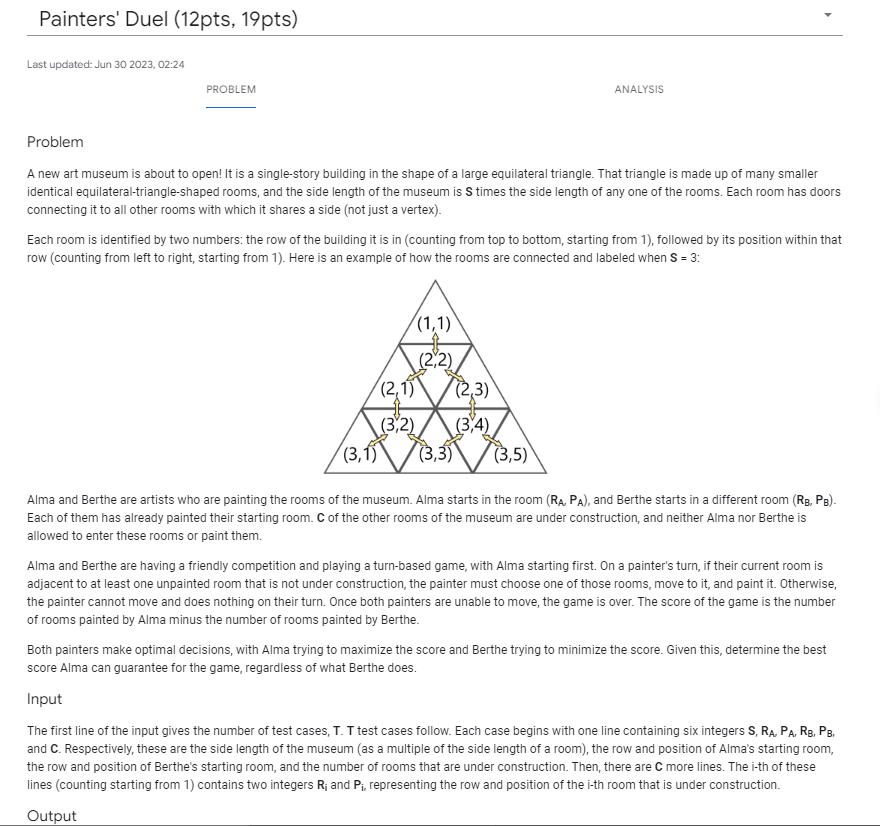 Painters' Duel (12pts, 19pts)
Last updated: Jun 30 2023, 02:24
PROBLEM
ANALYSIS
Problem
A new art museum is about to open! It is a single-story building in the shape of a large equilateral triangle. That triangle is made up of many smaller
identical equilateral-triangle-shaped rooms, and the side length of the museum is S times the side length of any one of the rooms. Each room has doors
connecting it to all other rooms with which it shares a side (not just a vertex).
Each room is identified by two numbers: the row of the building it is in (counting from top to bottom, starting from 1), followed by its position within that
row (counting from left to right, starting from 1). Here is an example of how the rooms are connected and labeled when S = 3:
(1,1)
(2,2)
(2,1) (2,3)
(3,2) (3,4)
(3,1) (3,3) (3,5)
Alma and Berthe are artists who are painting the rooms of the museum. Alma starts in the room (RA, PA), and Berthe starts in a different room (RB, PB).
Each of them has already painted their starting room. C of the other rooms of the museum are under construction, and neither Alma nor Berthe is
allowed to enter these rooms or paint them.
Alma and Berthe are having a friendly competition and playing a turn-based game, with Alma starting first. On a painter's turn, if their current room is
adjacent to at least one unpainted room that is not under construction, the painter must choose one of those rooms, move to it, and paint it. Otherwise,
the painter cannot move and does nothing on their turn. Once both painters are unable to move, the game is over. The score of the game is the number
of rooms painted by Alma minus the number of rooms painted by Berthe.
Both painters make optimal decisions, with Alma trying to maximize the score and Berthe trying to minimize the score. Given this, determine the best
score Alma can guarantee for the game, regardless of what Berthe does.
Input
The first line of the input gives the number of test cases, T. T test cases follow. Each case begins with one line containing six integers S, RA, PA, RB, PB,
and C. Respectively, these are the side length of the museum (as a multiple of the side length of a room), the row and position of Alma's starting room,
the row and position of Berthe's starting room, and the number of rooms that are under construction. Then, there are C more lines. The i-th of these
lines (counting starting from 1) contains two integers Ri and Pi, representing the row and position of the i-th room that is under construction.
Output